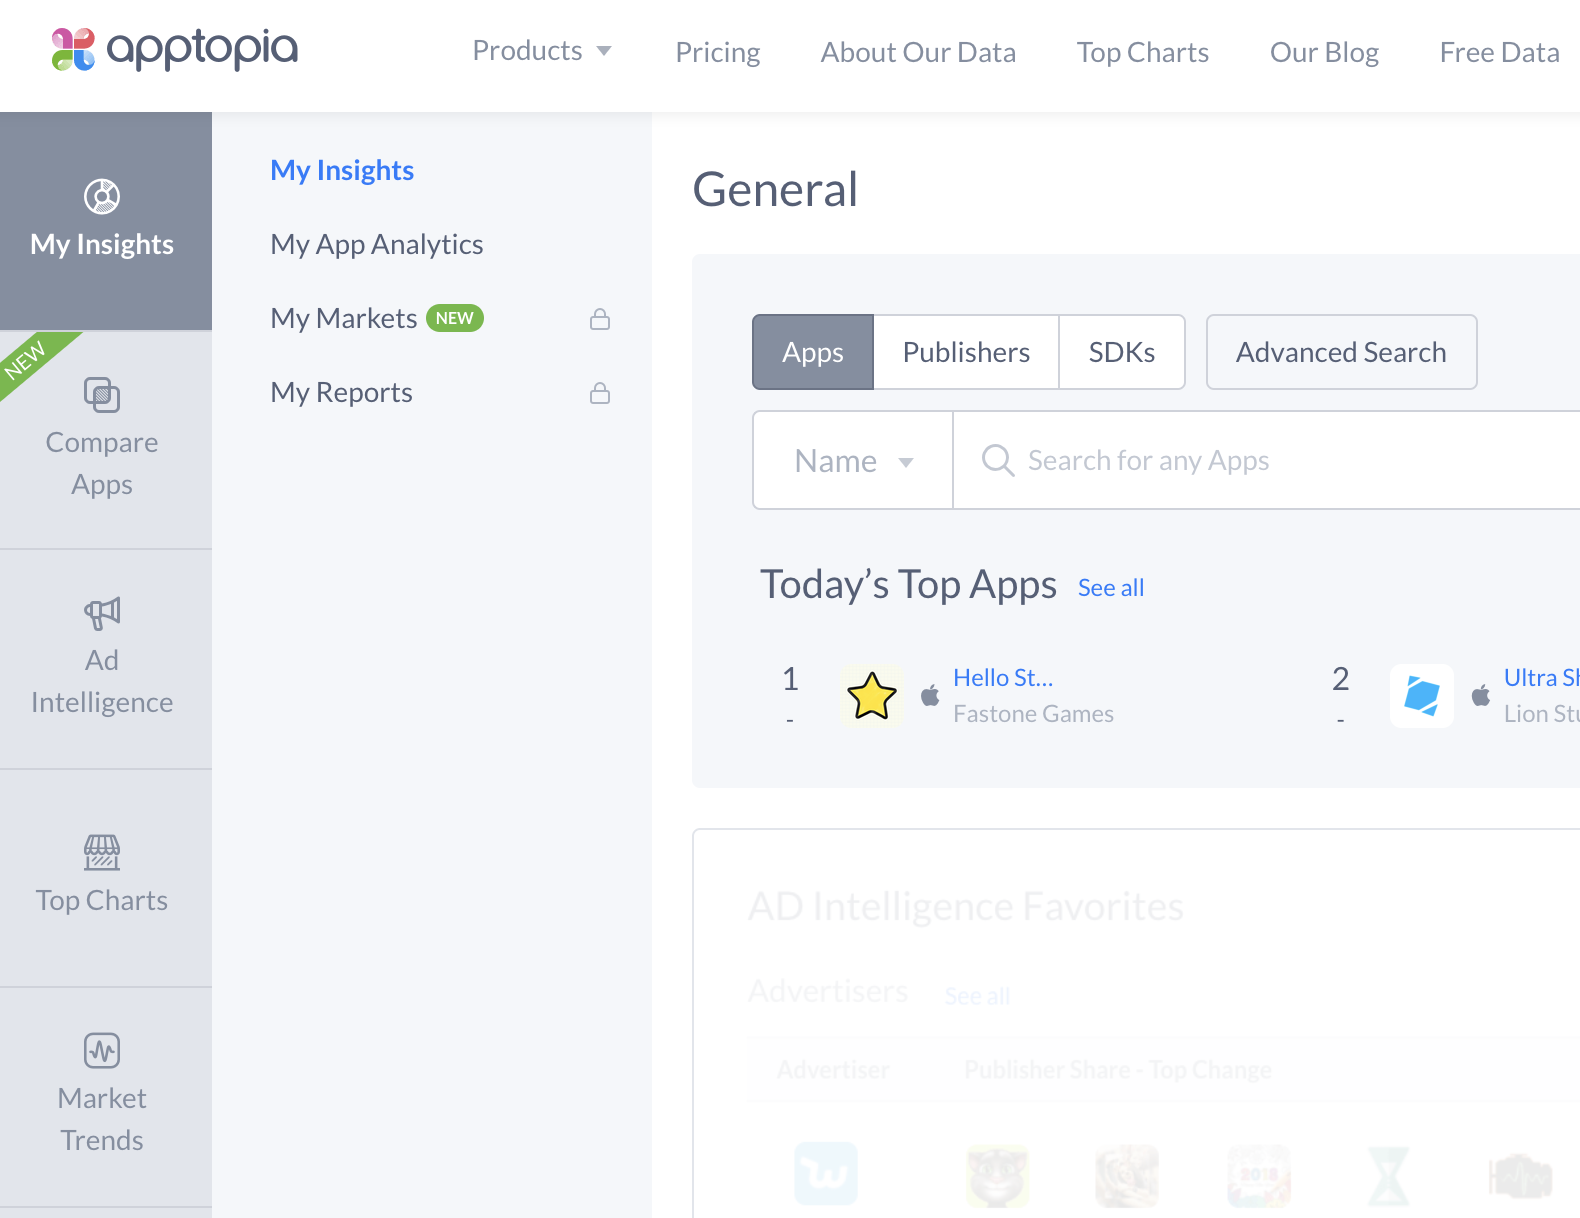 apptopia
Products
Pricing
About Our Data
Top Charts
Our Blog
Free Data
My Insights
NEW
Compare
Apps
Ad
Intelligence
Top Charts
Market
Trends
My Insights
My App Analytics
My Markets NEW
My Reports
General
Apps
Publishers
SDKs
Advanced Search
Name
Search for any Apps
Today’s Top Apps See all
1
-
Hello St...
Fastone Games
2
-
Ultra Sh
Lion Stu
AD Intelligence Favorites
Advertisers See all
Advertiser
Publisher Share - Top Change
2018